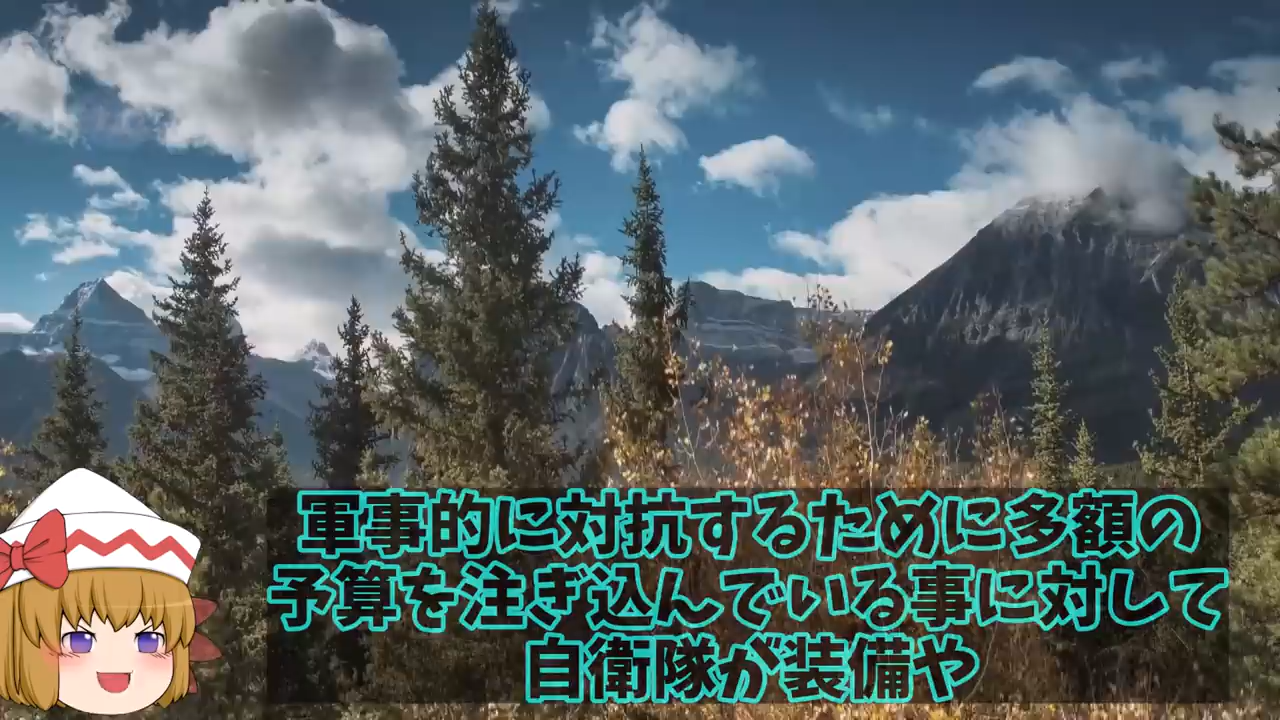 軍事的に対抗するために多額の
予算を注ぎ込んでいる事に対して
自衛隊が装備や